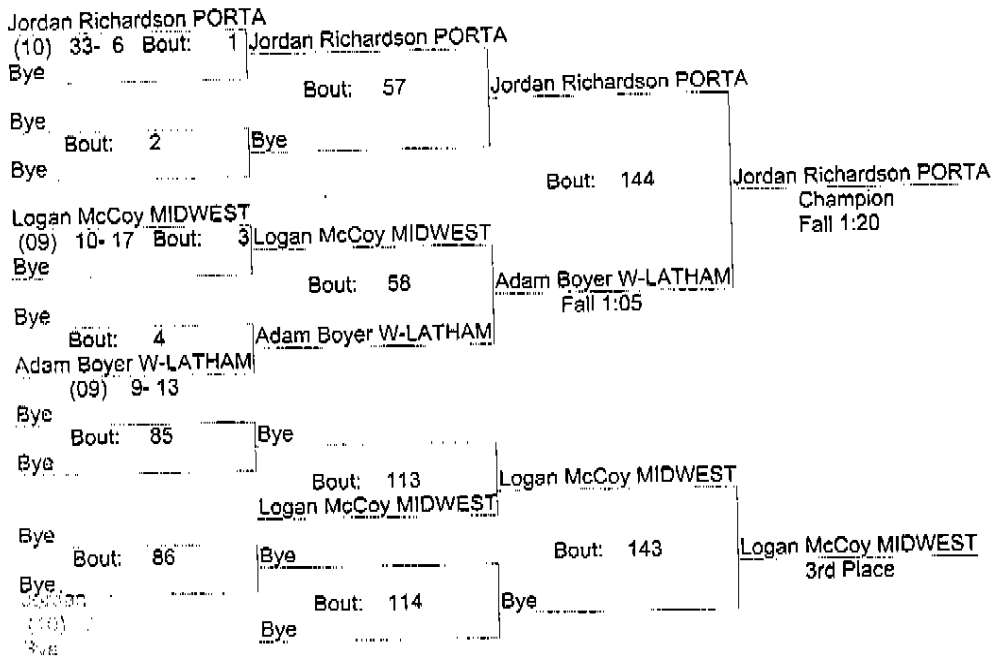 Jordan Richardson PORTA
(10) 33- 6 Bout: 1
Bye
Jordan Richardson PORTA
Bout: 57
Jordan Richardson PORTA
Bye
Bout: 2
Bye
Bye
Bout: 144
Jordan Richardson PORTA
Champion
Fall 1:20
Logan McCoy MIDWEST
(09) 10- 17 Bout: 3
Bye
Logan McCoy MIDWEST
Bout: 58
Adam Boyer W-LATHAM
Fall 1:05
Bye
Bout: 4
Adam Boyer W-LATHAM
Adam Boyer W-LATHAM
(09) 9- 13
Bye
Bout: 85
Bye
Bye
Bout: 113
Logan McCoy MIDWEST
Logan McCoy MIDWEST
Bye
Bout: 86
Bye
Bye
Bout: 143
Logan McCoy MIDWEST
3rd Place
Bout: 114
Bye
Bye
(10)
Bye